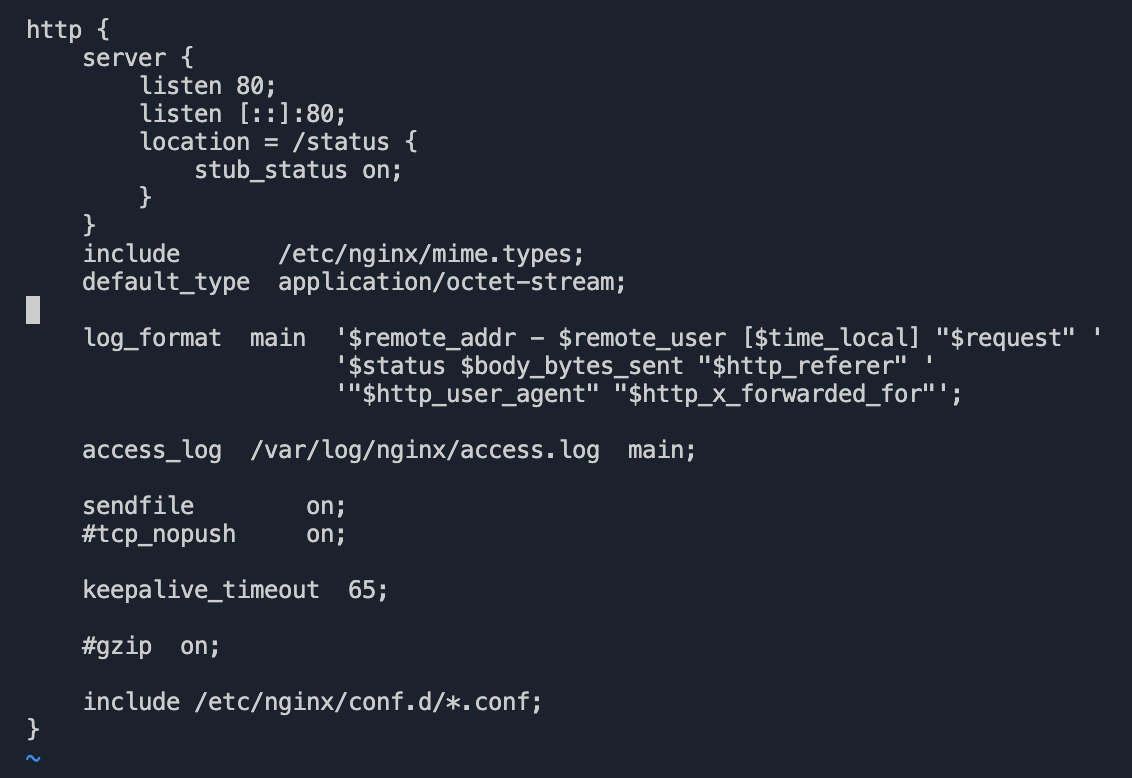 http {
    server {
        listen 80;
        listen [::]:80;
        location = /status {
            stub_status on;
        }
    }
    include       /etc/nginx/mime.types;
    default_type  application/octet-stream;

    log_format  main  '$remote_addr - $remote_user [$time_local] "$request" '
                      '$status $body_bytes_sent "$http_referer" '
                      '"$http_user_agent" "$http_x_forwarded_for"';

    access_log  /var/log/nginx/access.log  main;

    sendfile        on;
    #tcp_nopush     on;

    keepalive_timeout  65;

    #gzip  on;

    include /etc/nginx/conf.d/*.conf;
}
~